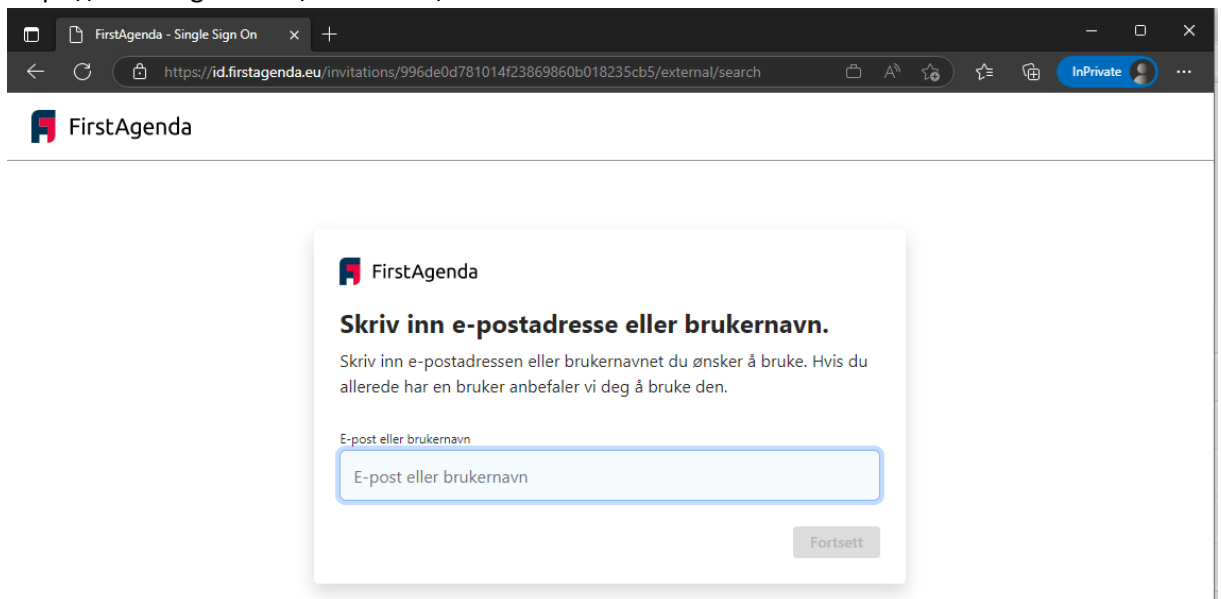 FirstAgenda - Single Sign On
https://id.firstagenda.eu/invitations/996de0d781014f23869860b018235cb5/external/search
InPrivate
FirstAgenda
FirstAgenda
Skriv inn e-postadresse eller brukernavn.
Skriv inn e-postadressen eller brukernavnet du ønsker å bruke. Hvis du
allerede har en bruker anbefaler vi deg å bruke den.
E-post eller brukernavn
E-post eller brukernavn
Fortsett